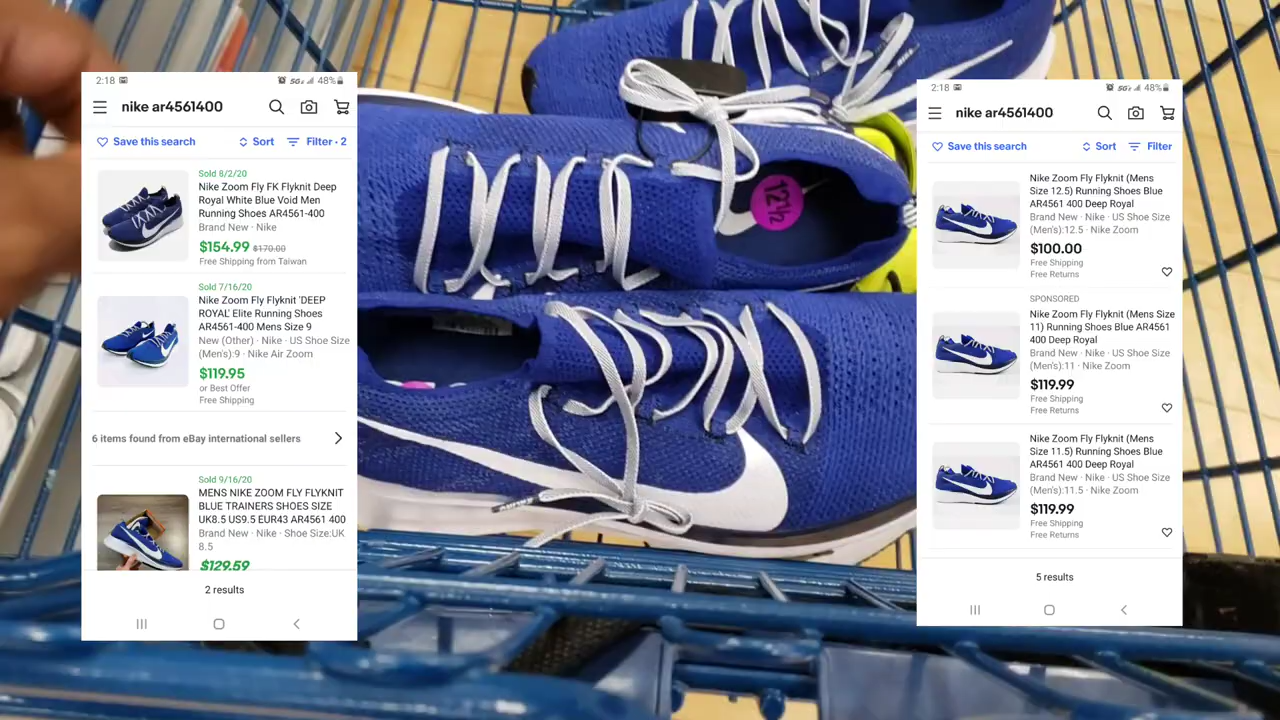 2:18
5G 48%
nike ar4561400
Save this search
Sort
Filter · 2
Sold 8/2/20
Nike Zoom Fly FK Flyknit Deep
Royal White Blue Void Men
Running Shoes AR4561-400
Brand New · Nike
$154.99 $170.00
Free Shipping from Taiwan
Sold 7/16/20
Nike Zoom Fly Flyknit 'DEEP
ROYAL' Elite Running Shoes
AR4561-400 Mens Size 9
New (Other) · Nike · US Shoe Size
(Men's):9 · Nike Air Zoom
$119.95
or Best Offer
Free Shipping
6 items found from eBay international sellers
Sold 9/16/20
MENS NIKE ZOOM FLY FLYKNIT
BLUE TRAINERS SHOES SIZE
UK8.5 US9.5 EUR43 AR4561 400
Brand New · Nike · Shoe Size:UK
8.5
$129.59
2 results
12½
2:18
5G 48%
nike ar4561400
Save this search
Sort
Filter
Nike Zoom Fly Flyknit (Mens
Size 12.5) Running Shoes Blue
AR4561 400 Deep Royal
Brand New · Nike · US Shoe Size
(Men's):12.5 · Nike Zoom
$100.00
Free Shipping
Free Returns
SPONSORED
Nike Zoom Fly Flyknit (Mens Size
11) Running Shoes Blue AR4561
400 Deep Royal
Brand New · Nike · US Shoe Size
(Men's):11 · Nike Zoom
$119.99
Free Shipping
Free Returns
Nike Zoom Fly Flyknit (Mens
Size 11.5) Running Shoes Blue
AR4561 400 Deep Royal
Brand New · Nike · US Shoe Size
(Men's):11.5 · Nike Zoom
$119.99
Free Shipping
Free Returns
5 results